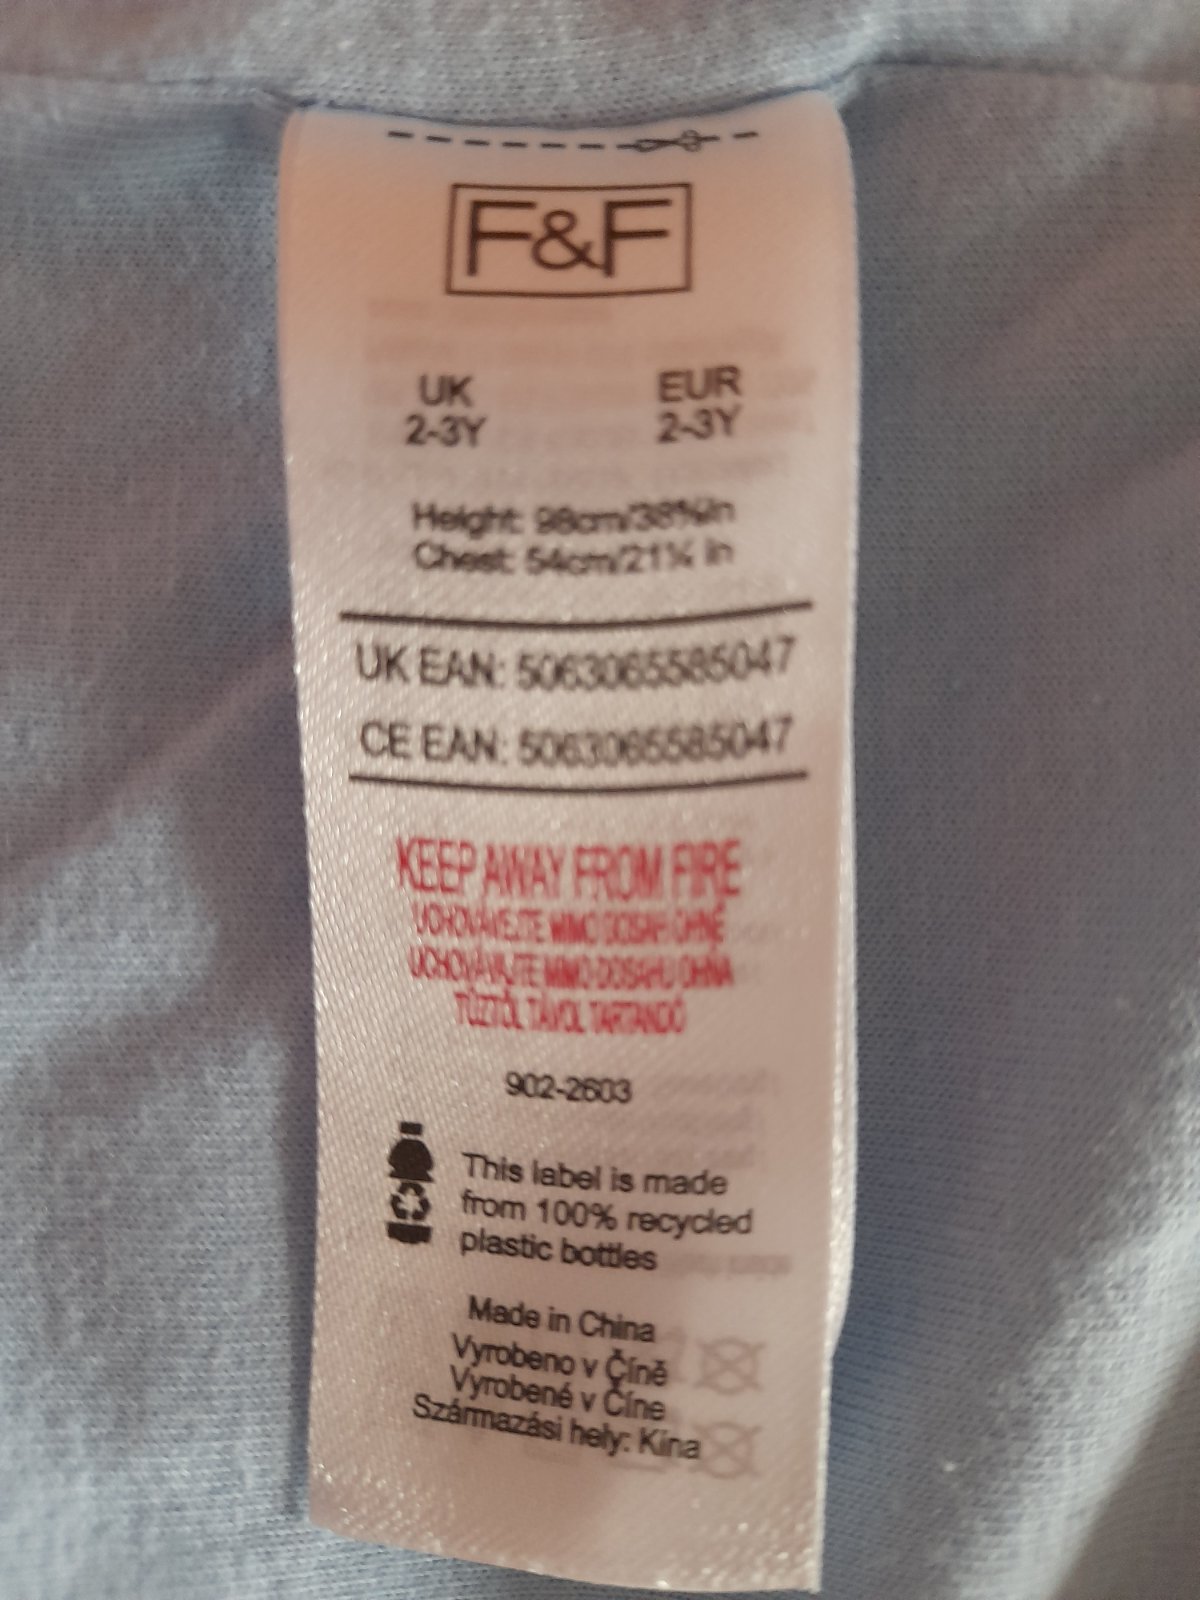 F&F
UK EUR
2-3Y 2-3Y
Height: 98cm/38⅝in
Chest: 54cm/21¼ in
UK EAN: 5063065585047
CE EAN: 5063065585047
KEEP AWAY FROM FIRE
UCHOVÁVEJTE MIMO DOSAH OHNĚ
UCHOVÁVAJTE MIMO DOSAHU OHŇA
TŰZTŐL TÁVOL TARTANDÓ
902-2603
This label is made
from 100% recycled
plastic bottles
Made in China
Vyrobeno v Číně
Vyrobené v Číne
Származási hely: Kína